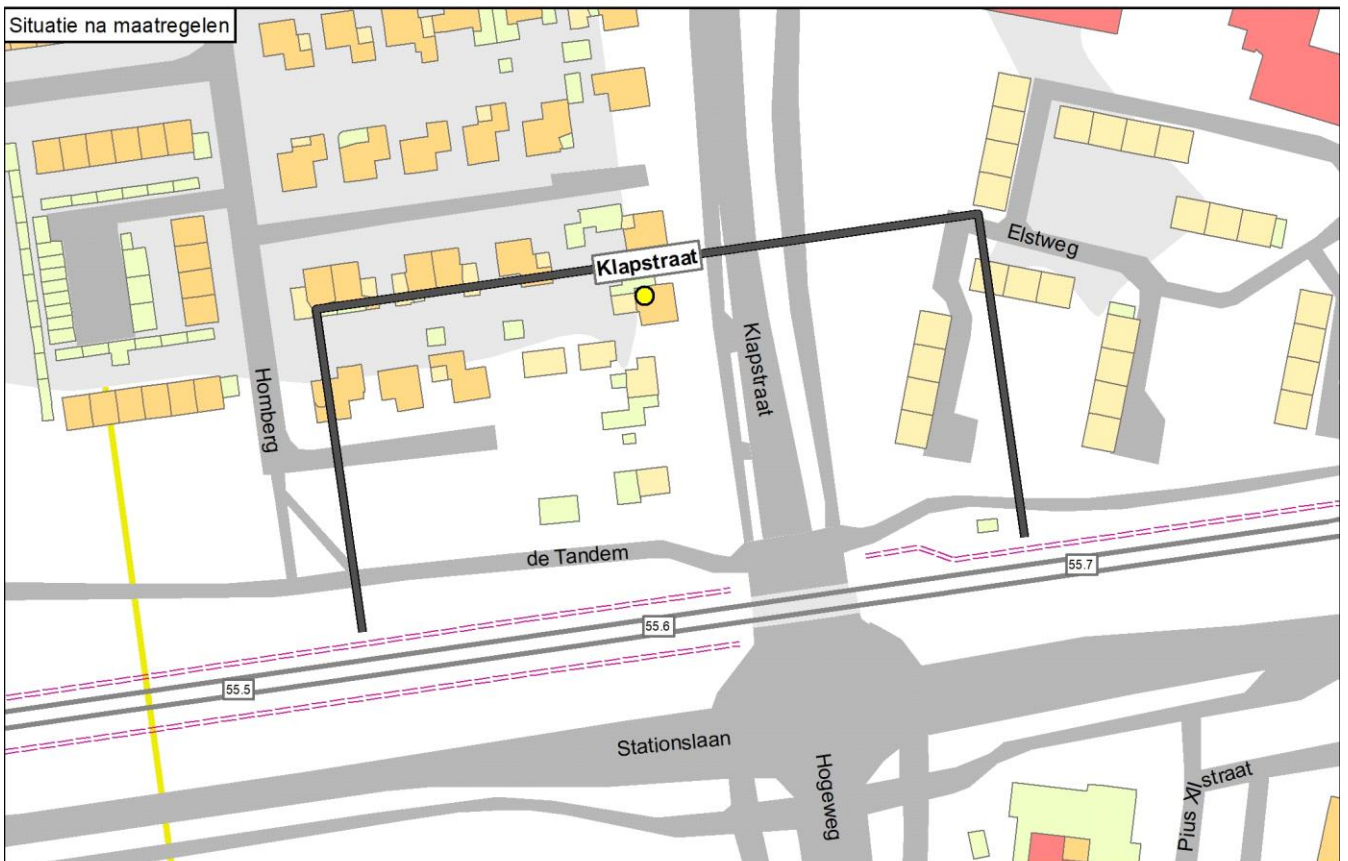 Situatie na maatregelen
Elstweg
Klapstraat
Klapstraat
Homberg
de Tandem
55.7
55.6
55.5
Stationslaan
Hogeweg
Pius XII straat